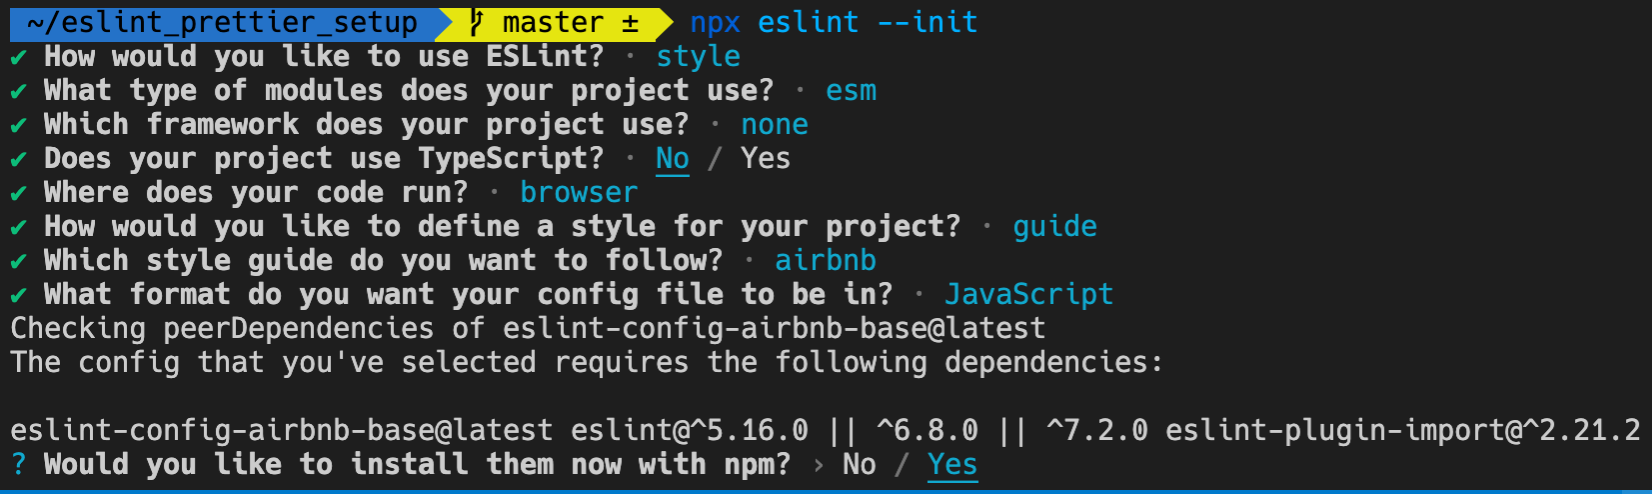 ~/eslint_prettier_setup master ± npx eslint --init
✔ How would you like to use ESLint? · style
✔ What type of modules does your project use? · esm
✔ Which framework does your project use? · none
✔ Does your project use TypeScript? · No / Yes
✔ Where does your code run? · browser
✔ How would you like to define a style for your project? · guide
✔ Which style guide do you want to follow? · airbnb
✔ What format do you want your config file to be in? · JavaScript
Checking peerDependencies of eslint-config-airbnb-base@latest
The config that you've selected requires the following dependencies:
eslint-config-airbnb-base@latest eslint@^5.16.0 || ^6.8.0 || ^7.2.0 eslint-plugin-import@^2.21.2
? Would you like to install them now with npm? › No / Yes